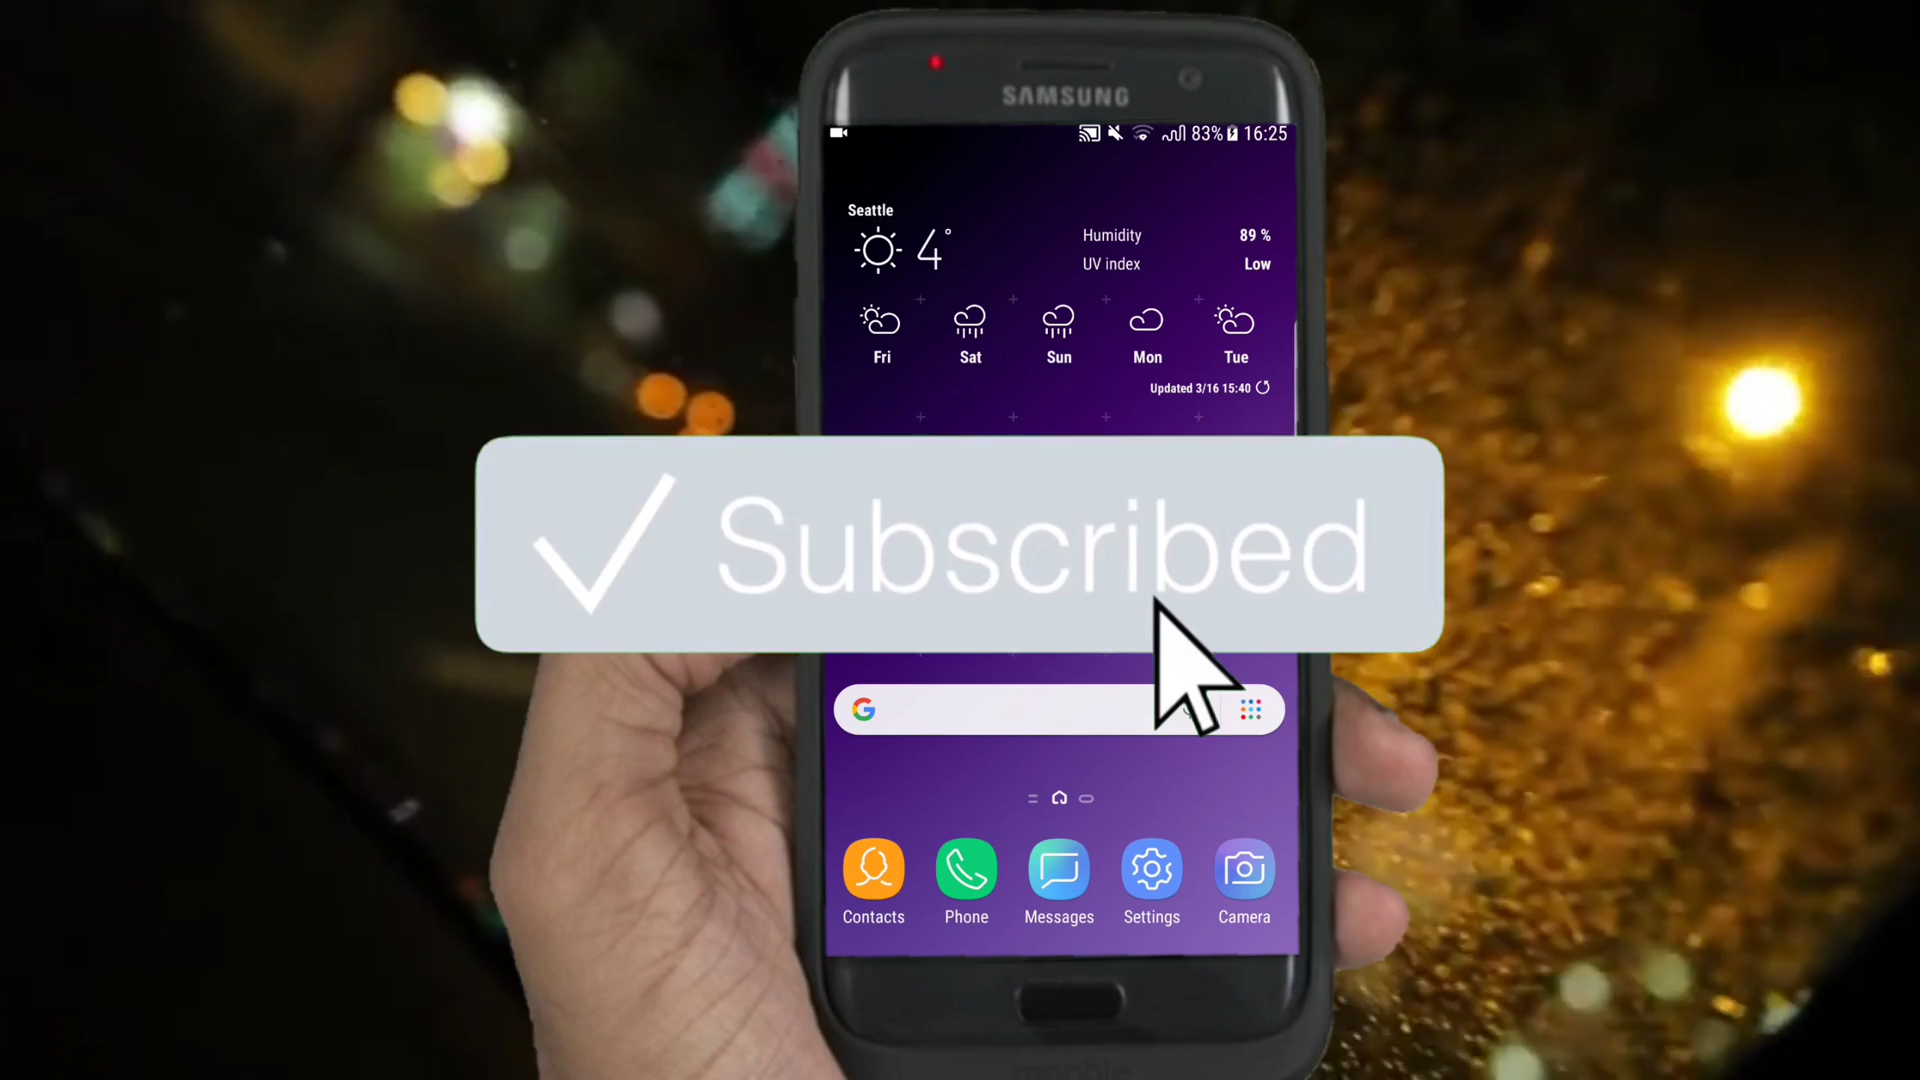 SAMSUNG
83% 16:25
Seattle
4°
Humidity 89 %
UV index Low
Fri Sat Sun Mon Tue
Updated 3/16 15:40
✓ Subscribed
Contacts Phone Messages Settings Camera
mophie